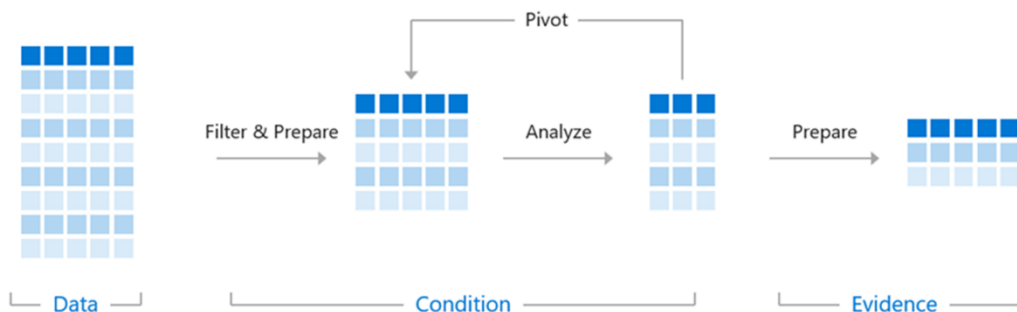 Pivot
Filter & Prepare
Analyze
Prepare
Data
Condition
Evidence